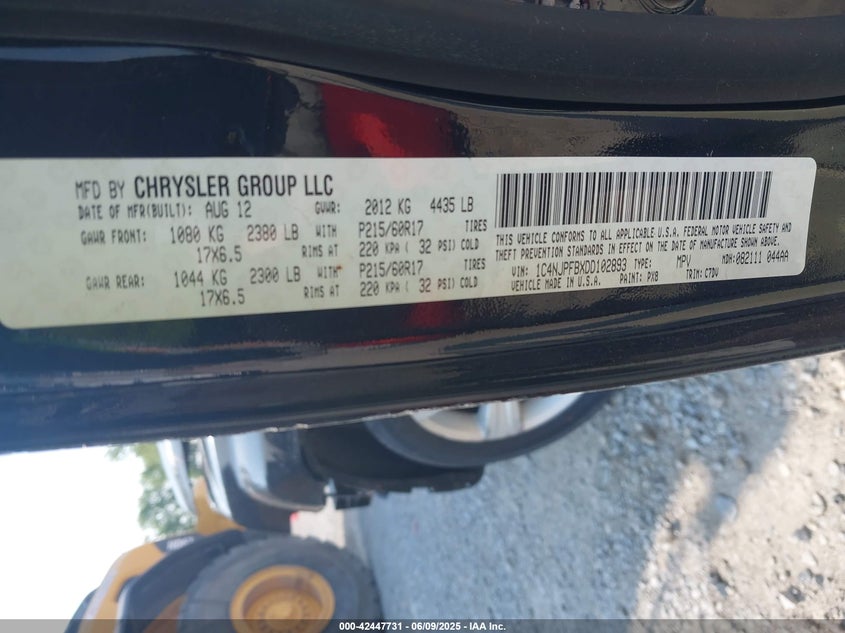 MFD BY CHRYSLER GROUP LLC
DATE OF MFR(BUILT): AUG 12 GVWR: 2012 KG 4435 LB
GAWR FRONT: 1080 KG 2380 LB WITH P215/60R17 TIRES
17X6.5 RIMS AT 220 KPA ( 32 PSI) COLD
GAWR REAR: 1044 KG 2300 LB WITH P215/60R17 TIRES
17X6.5 RIMS AT 220 KPA ( 32 PSI) COLD
THIS VEHICLE CONFORMS TO ALL APPLICABLE U.S.A. FEDERAL MOTOR VEHICLE SAFETY AND
THEFT PREVENTION STANDARDS IN EFFECT ON THE DATE OF MANUFACTURE SHOWN ABOVE.
VIN: 1C4NJPFBXDD102893 TYPE: MPV MDH: 082111 044AA
VEHICLE MADE IN U.S.A. PAINT: PX8 TRIM: C7DV
000-42447731 - 06/09/2025 - IAA Inc.